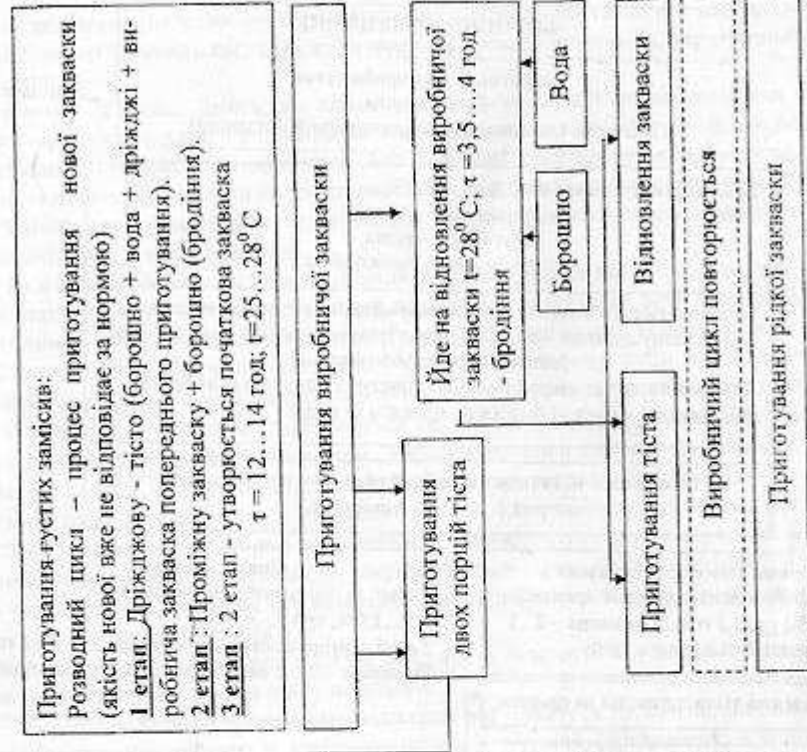 Приготування густих замісив:
Розводний цикл – процес приготування нової закваски
(якість нової вже не відповідає за нормою)
1 етап: Дріжджову - тісто (борошно + вода + дріжджі + ви-
робнича закваска попереднього приготування).
2 етап : Проміжну закваску + борошно (бродіння).
3 етап : 2 етап - утворюється початкова закваска
τ = 12…14 год, t=25…28⁰ С
Приготування виробничої закваски
Приготування
двох порцій тіста
Йде на відновлення виробничої
закваски t=28⁰ С, τ =3,5…4 год
бродіння
Борошно
Вода
Приготування тіста
Відновлення закваски
Виробничий цикл повторюється
Приготування рідкої закваски